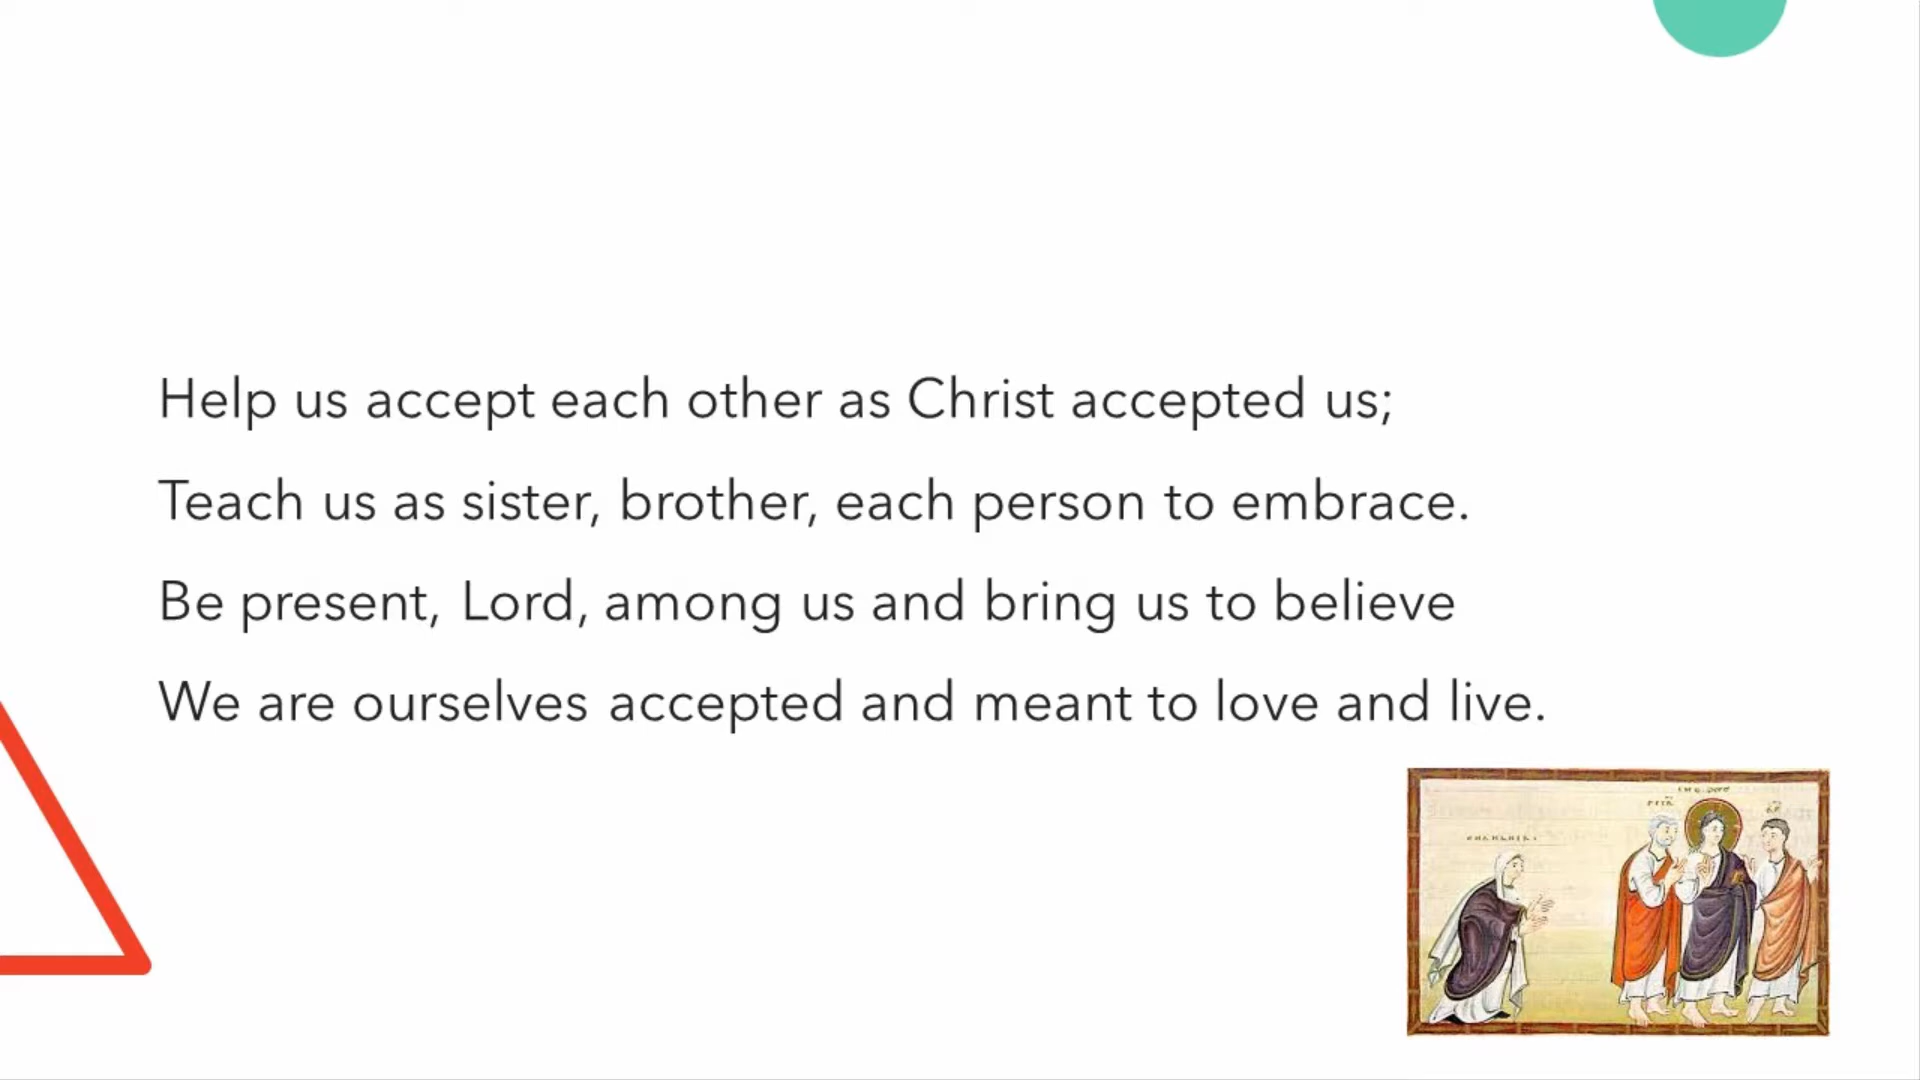 Help us accept each other as Christ accepted us;
Teach us as sister, brother, each person to embrace.
Be present, Lord, among us and bring us to believe
We are ourselves accepted and meant to love and live.